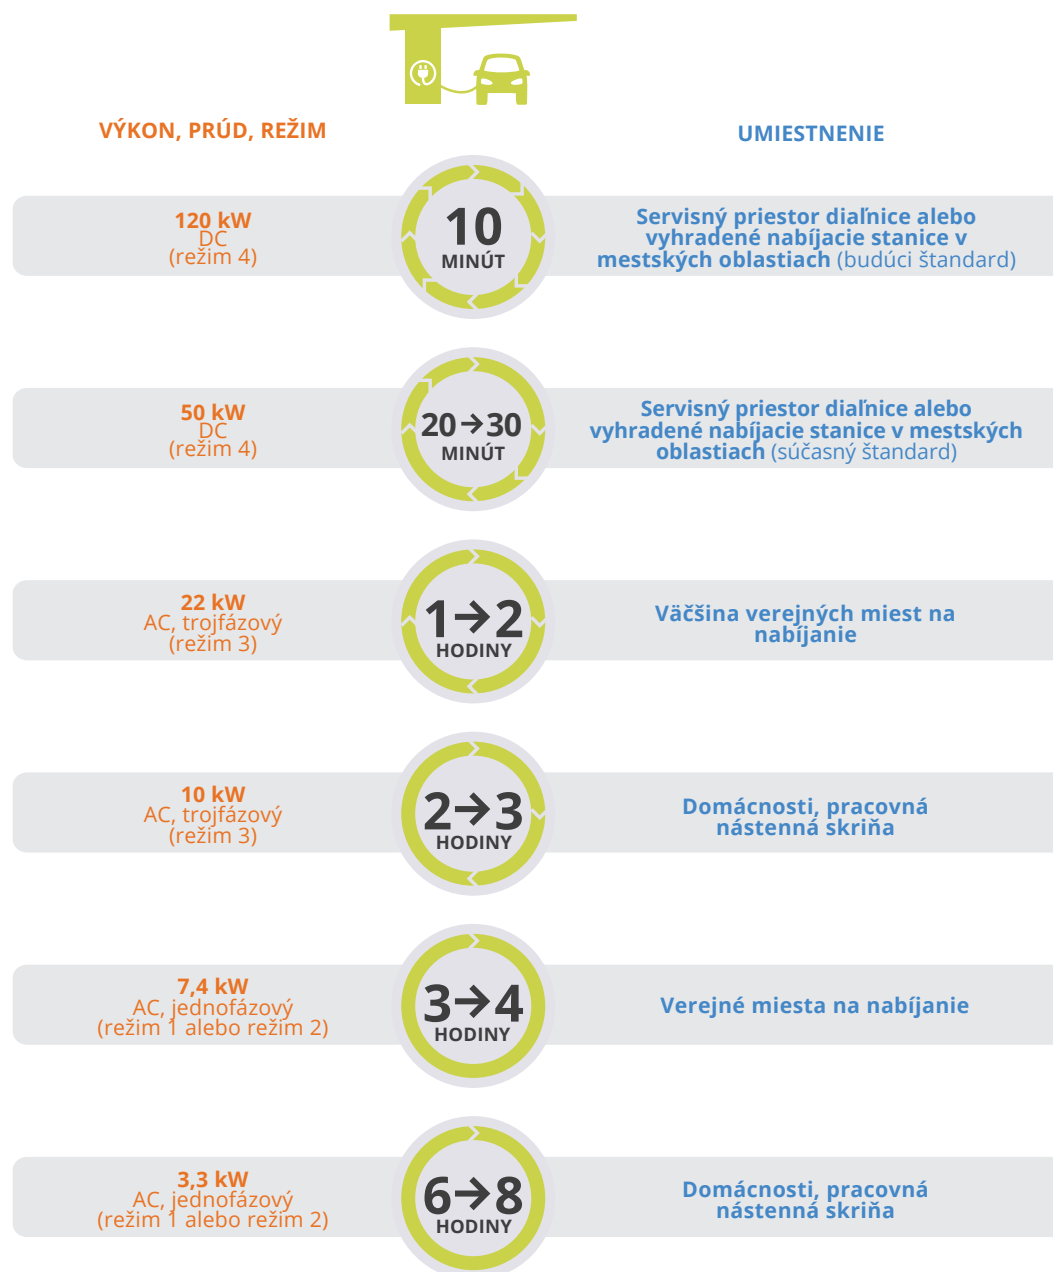 VÝKON, PRÚD, REŽIM
UMIESTNENIE
120 kW
DC
(režim 4)
10
MINÚT
Servisný priestor diaľnice alebo
vyhradené nabíjacie stanice v
mestských oblastiach (budúci štandard)
50 kW
DC
(režim 4)
20→30
MINÚT
Servisný priestor diaľnice alebo
vyhradené nabíjacie stanice v mestských
oblastiach (súčasný štandard)
22 kW
AC, trojfázový
(režim 3)
1→2
HODINY
Väčšina verejných miest na
nabíjanie
10 kW
AC, trojfázový
(režim 3)
2→3
HODINY
Domácnosti, pracovná
nástenná skriňa
7,4 kW
AC, jednofázový
(režim 1 alebo režim 2)
3→4
HODINY
Verejné miesta na nabíjanie
3,3 kW
AC, jednofázový
(režim 1 alebo režim 2)
6→8
HODINY
Domácnosti, pracovná
nástenná skriňa